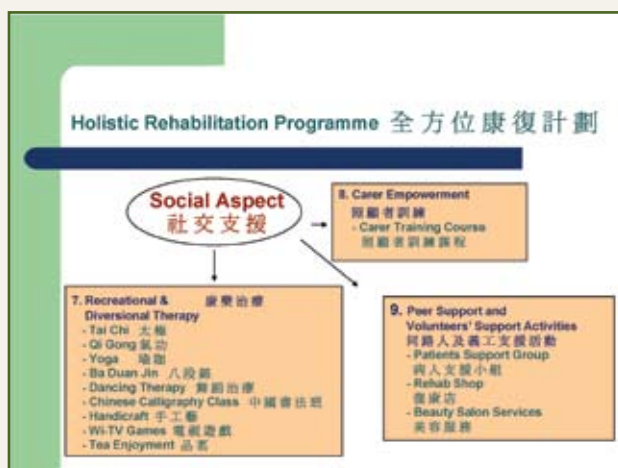 Holistic Rehabilitation Programme 全方位康復計劃
Social Aspect
社交支援
8. Carer Empowerment
照顧者訓練
- Carer Training Course
照顧者訓練課程
7. Recreational & 康樂治療
Diversional Therapy
- Tai Chi 太極
- Qi Gong 氣功
- Yoga 瑜珈
- Ba Duan Jin 八段錦
- Dancing Therapy 舞蹈治療
- Chinese Calligraphy Class 中國書法班
- Handicraft 手工藝
- Wi-TV Games 電視遊戲
- Tea Enjoyment 品茗
9. Peer Support and
Volunteers' Support Activities
同路人及義工支援活動
- Patients Support Group
病人支援小組
- Rehab Shop
復康店
- Beauty Salon Services
美容服務